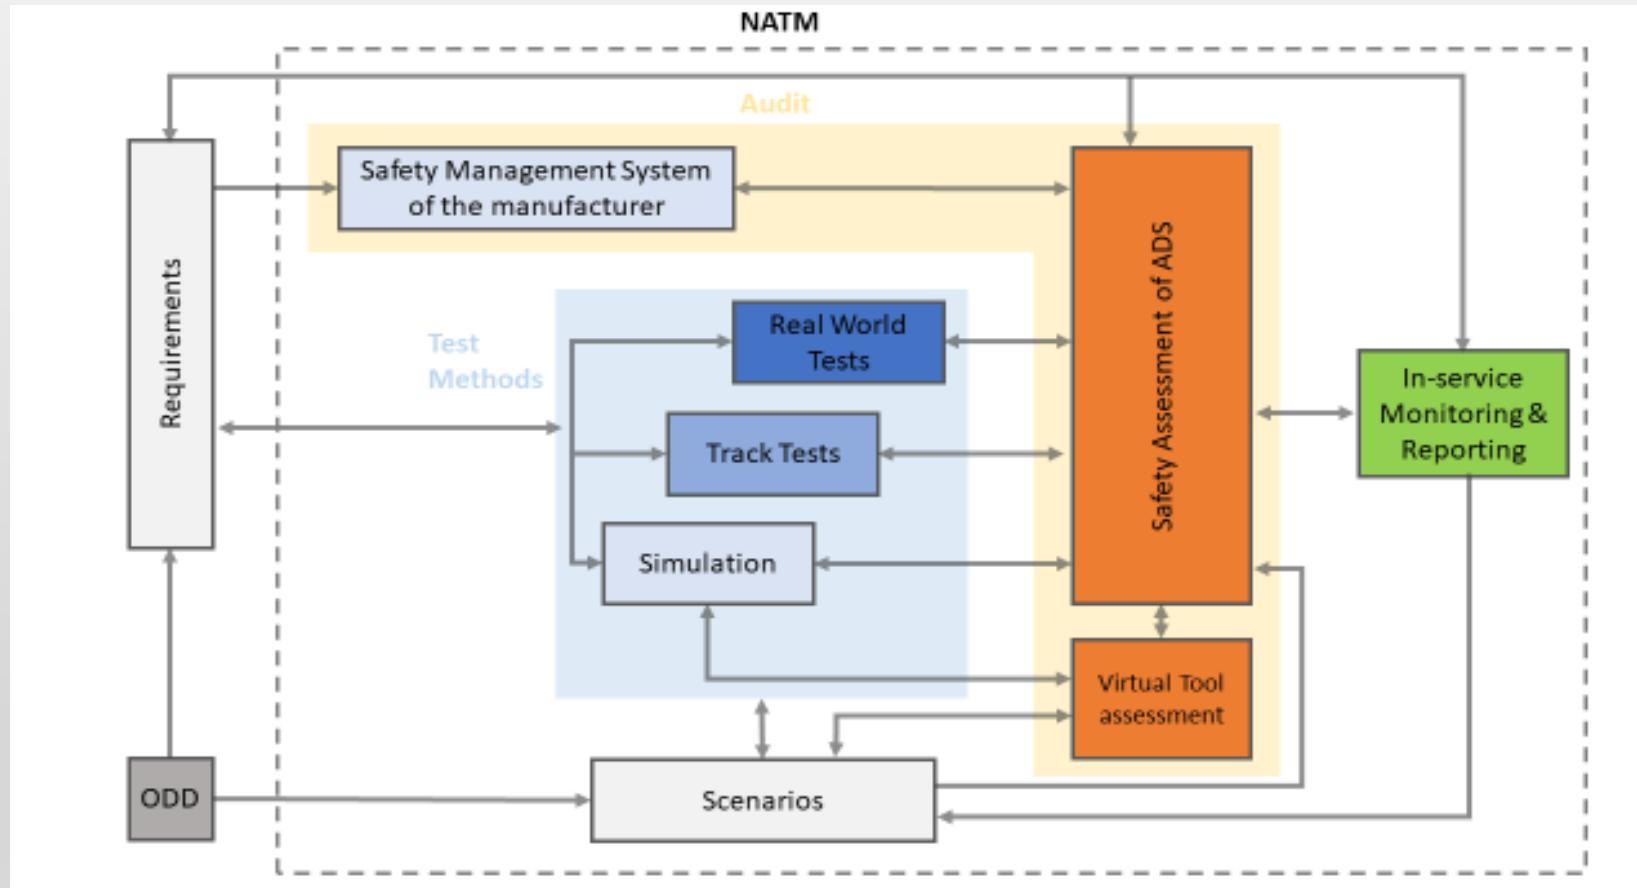 NATM
Audit
Safety Management System
of the manufacturer
Requirements
Safety Assessment of ADS
Test
Methods
Real World
Tests
Track Tests
Simulation
In-service
Monitoring &
Reporting
Virtual Tool
assessment
ODD
Scenarios